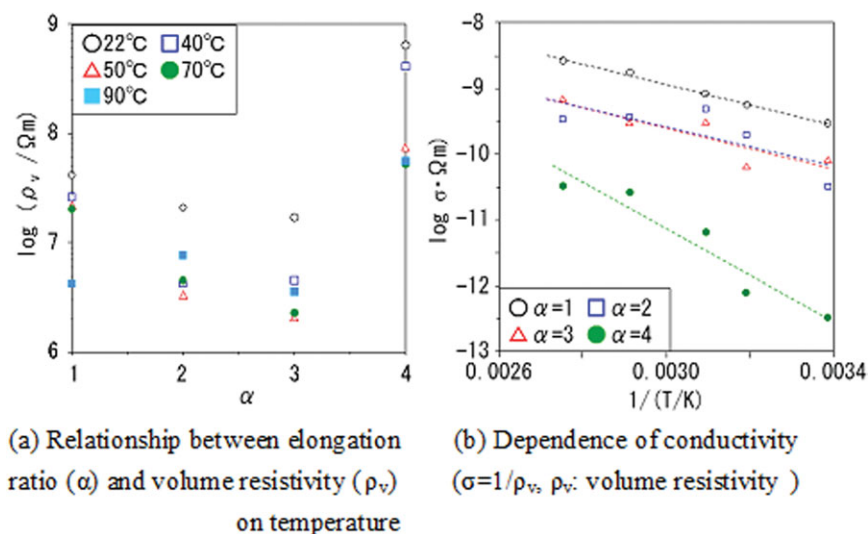 9
8
7
6
log (ρv /Ωm)
○22℃ □40℃
△50℃ ●70℃
■90℃
1 2 3 4
α
-8
-9
-10
-11
-12
-13
log σ・Ωm
○α=1 □α=2
△α=3 ●α=4
0.0026 0.0030 0.0034
1/(T/K)
(a) Relationship between elongation
ratio (α) and volume resistivity (ρv)
on temperature
(b) Dependence of conductivity
(σ=1/ρv, ρv: volume resistivity )